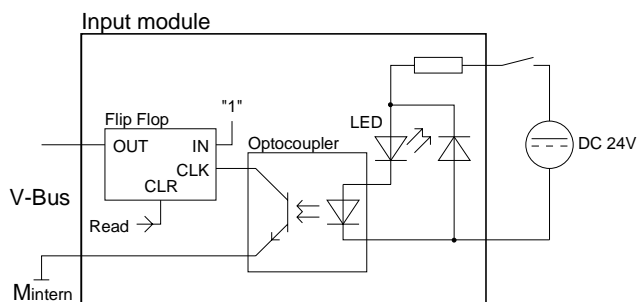 Input module
"1"
Flip Flop
LED
OUT
IN
Optocoupler
DC 24V
CLK
CLR
V-Bus
Read
Mintern